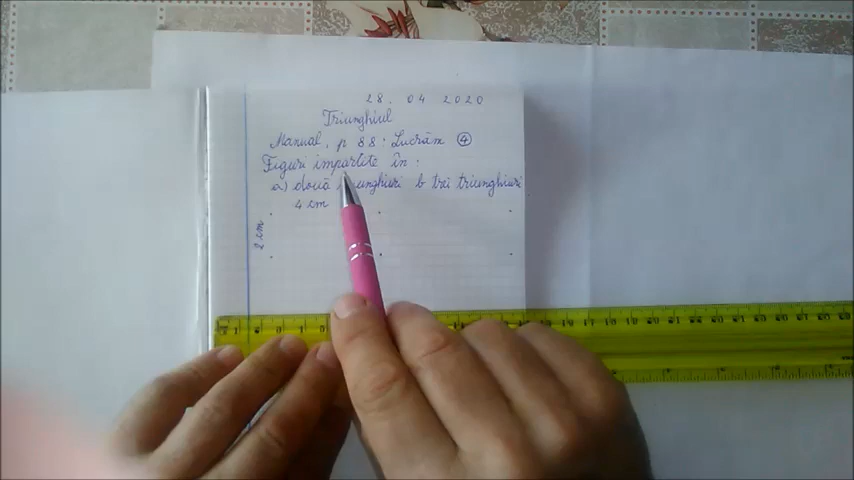 28. 04 2020
Triunghiul
Manual, p 88: Lucrăm 4
Figuri împărțite în:
a) două triunghiuri b trei triunghiuri
4 cm
2 cm